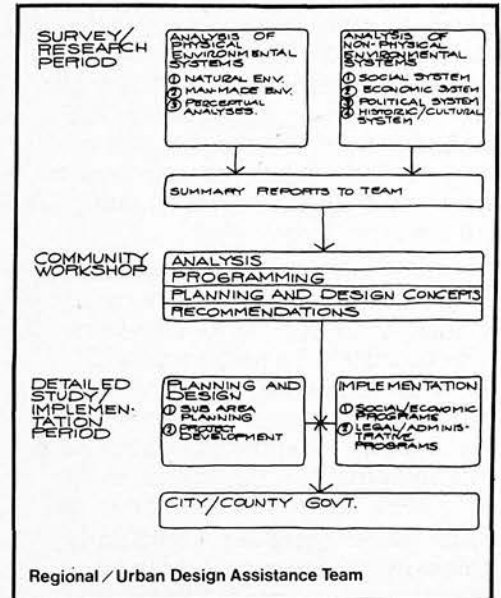 SURVEY/
RESEARCH
PERIOD
ANALYSIS OF
PHYSICAL
ENVIRONMENTAL
SYSTEMS
① NATURAL ENV.
② MAN-MADE ENV.
③ PERCEPTUAL
ANALYSES.
ANALYSIS OF
NON-PHYSICAL
ENVIRONMENTAL
SYSTEMS
① SOCIAL SYSTEM
② ECONOMIC SYSTEM
③ POLITICAL SYSTEM
④ HISTORIC/CULTURAL
SYSTEM
SUMMARY REPORTS TO TEAM
COMMUNITY
WORKSHOP
ANALYSIS
PROGRAMMING
PLANNING AND DESIGN CONCEPTS
RECOMMENDATIONS
DETAILED
STUDY/
IMPLEMEN-
TATION
PERIOD
PLANNING AND
DESIGN
① SUB AREA
PLANNING
② PROJECT
DEVELOPMENT
IMPLEMENTATION
① SOCIAL/ECONOMIC
PROGRAMS
② LEGAL/ADMINIS-
TRATIVE
PROGRAMS
CITY/COUNTY GOVT.
Regional / Urban Design Assistance Team